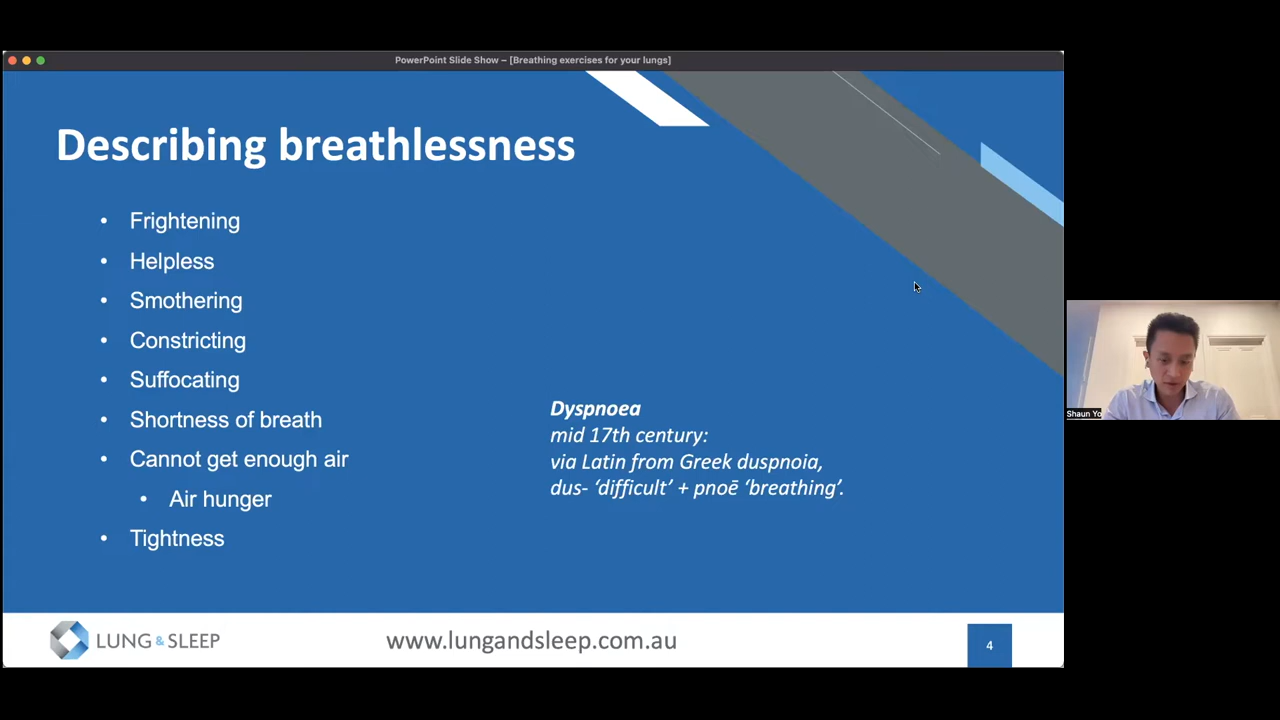 PowerPoint Slide Show – [Breathing exercises for your lungs]
Describing breathlessness
• Frightening
• Helpless
• Smothering
• Constricting
• Suffocating
• Shortness of breath
• Cannot get enough air
• Air hunger
• Tightness
Dyspnoea
mid 17th century:
via Latin from Greek duspnoia,
dus- ‘difficult’ + pnoē ‘breathing’.
LUNG & SLEEP
www.lungandsleep.com.au
4
Shaun Yo